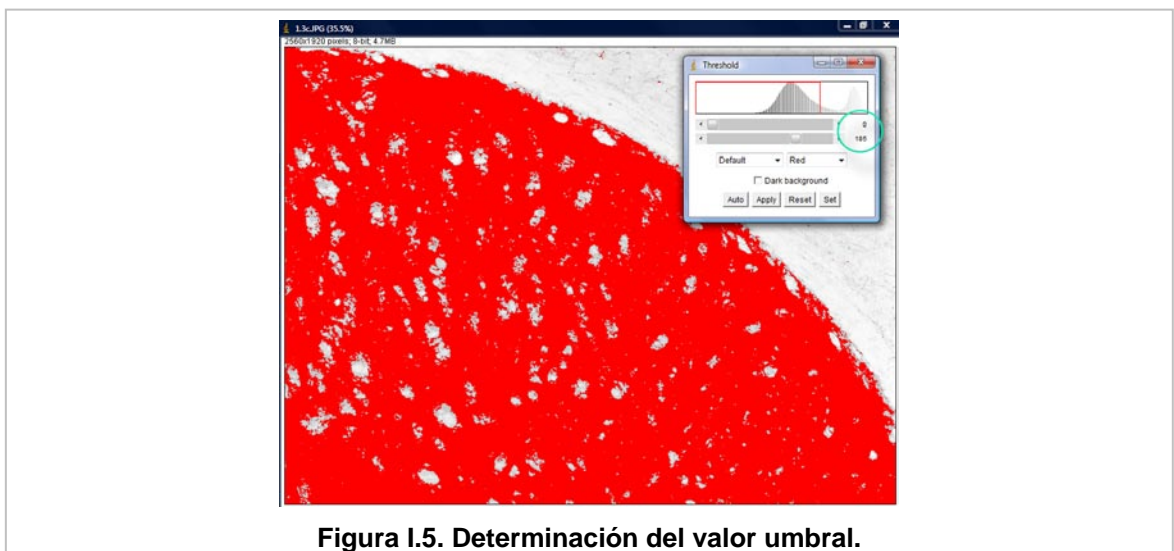 1.3c.JPG (35.5%)
2560x1920 pixels; 8-bit; 4.7MB
Threshold
0
185
Default Red
Dark background
Auto Apply Reset Set
Figura I.5. Determinación del valor umbral.